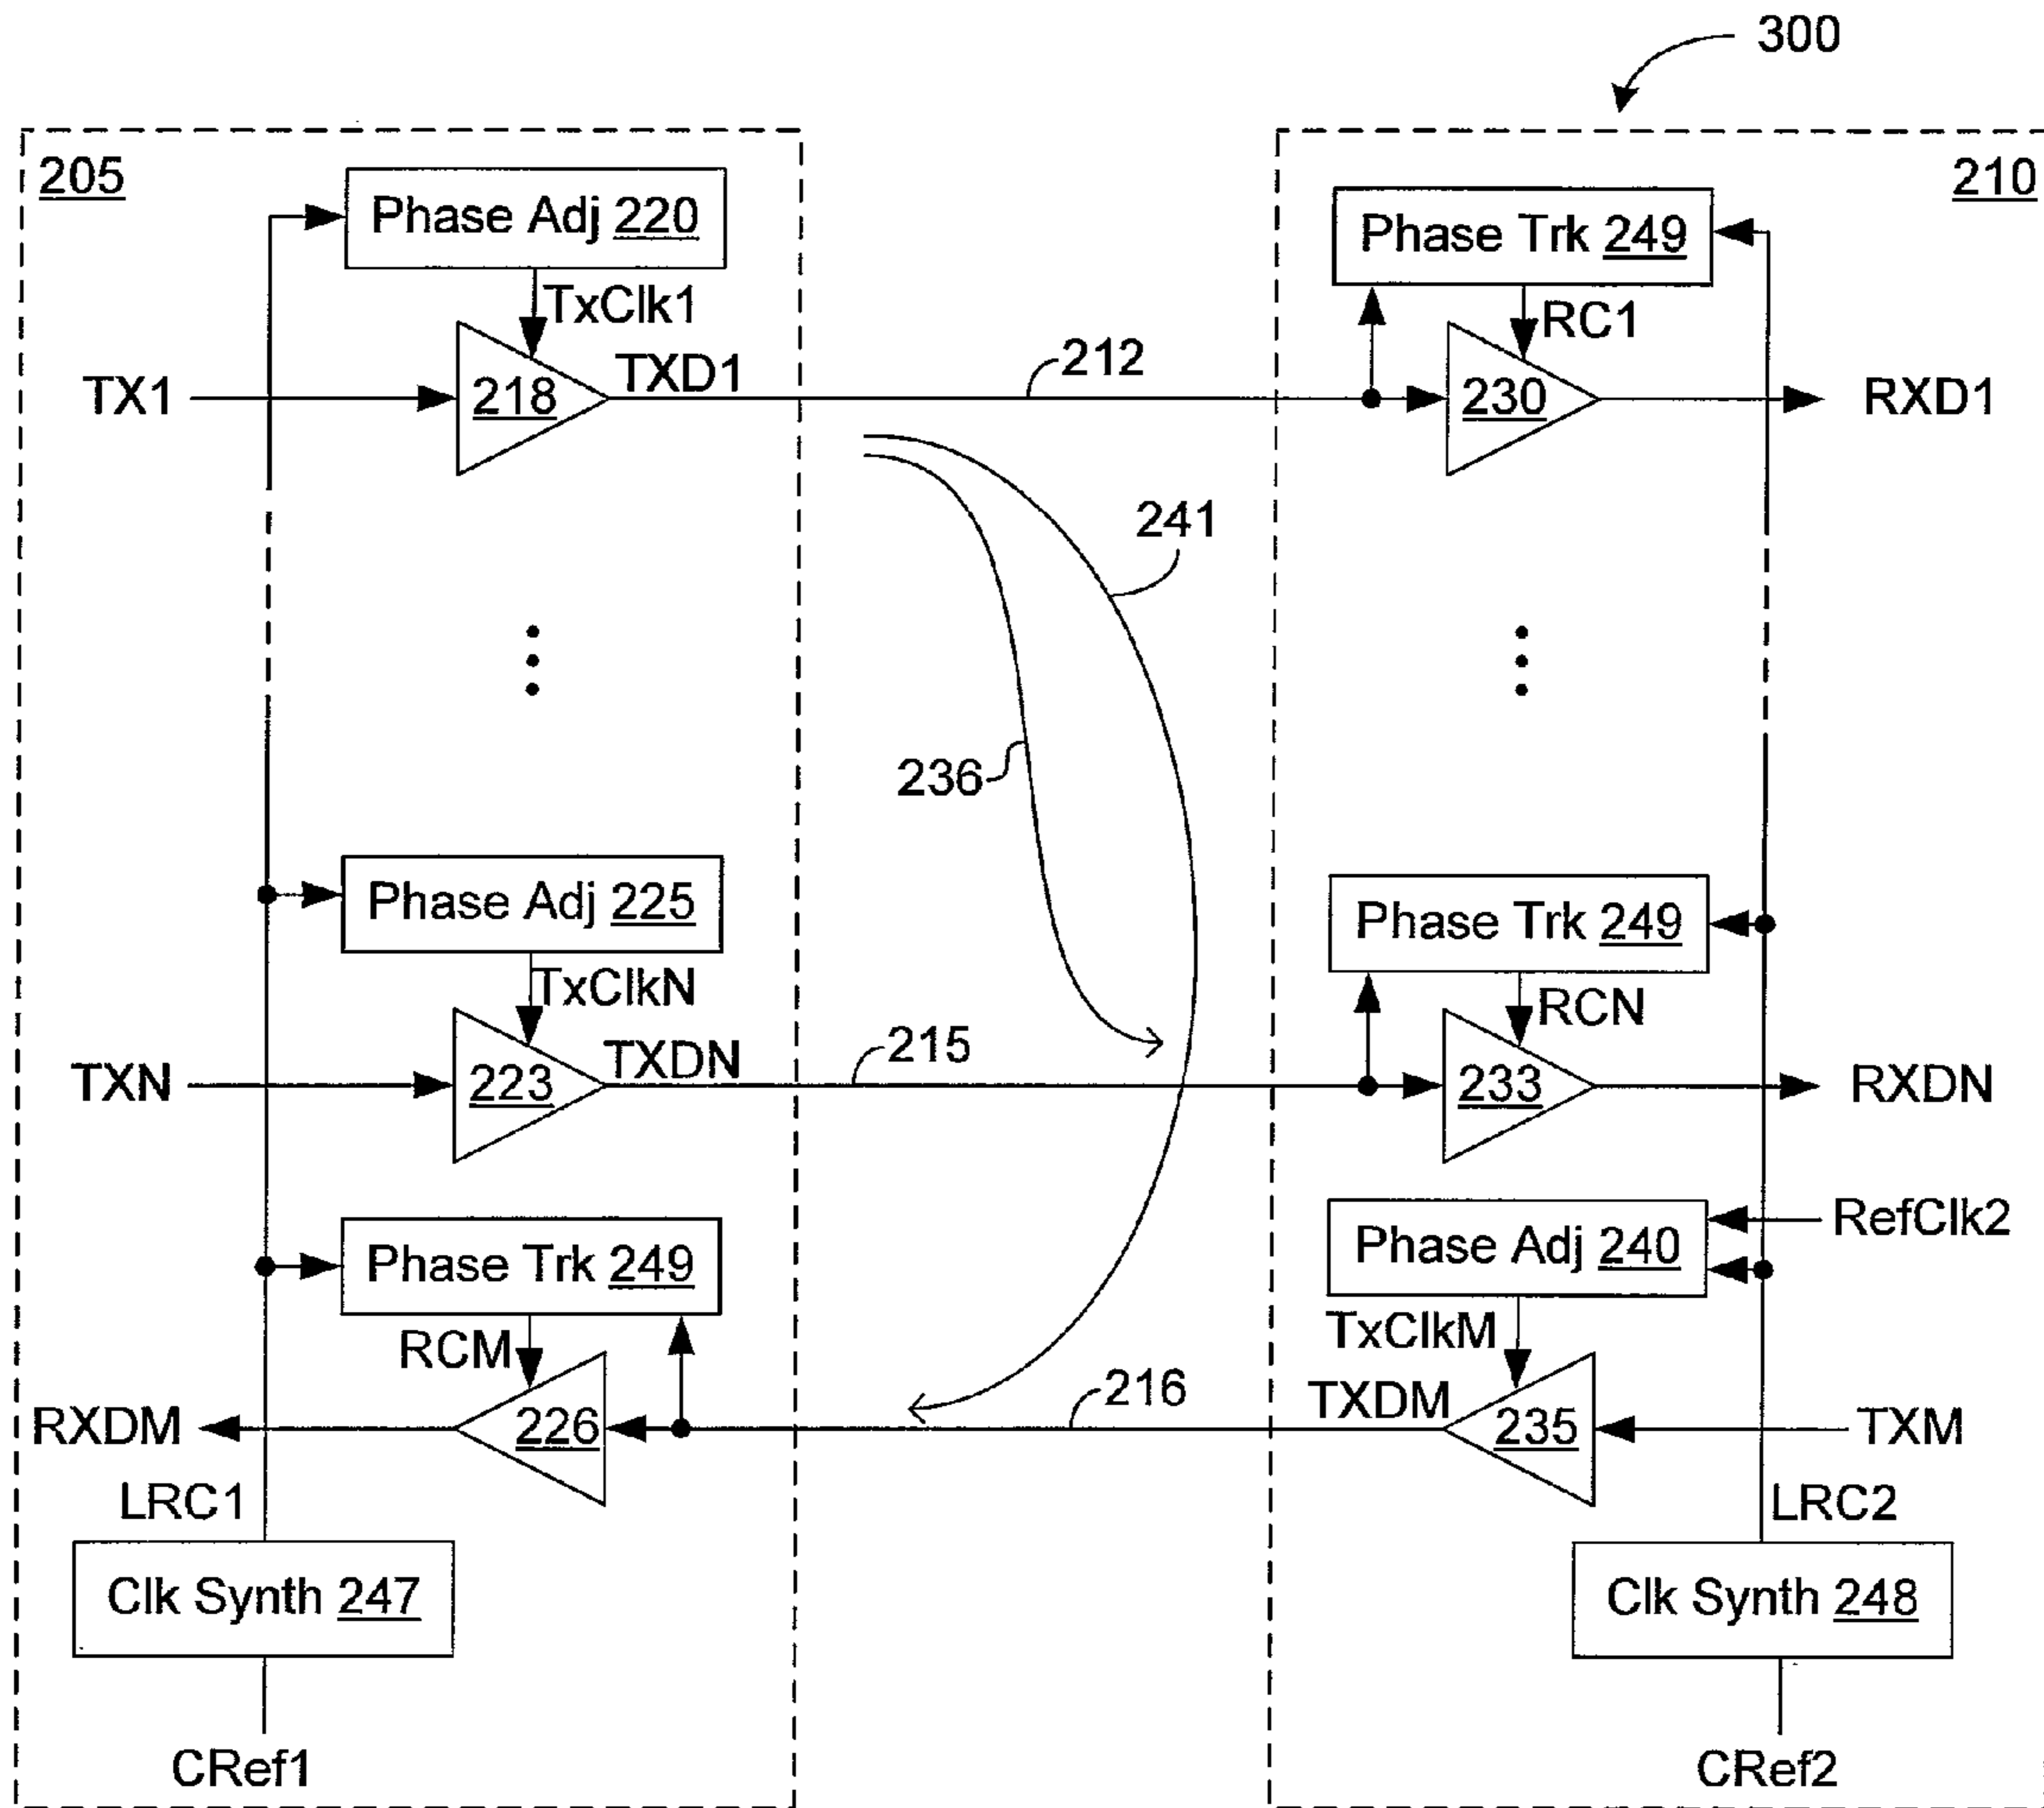 300
205
210
Phase Adj 220
Phase Trk 249
TxClk1
RC1
TX1
218
TXD1
212
230
RXD1
241
236
Phase Adj 225
Phase Trk 249
TxClkN
RCN
TXN
223
TXDN
215
233
RXDN
Phase Trk 249
Phase Adj 240
RefClk2
RCM
TxClkM
RXDM
226
216
TXDM
235
TXM
LRC1
LRC2
Clk Synth 247
Clk Synth 248
CRef1
CRef2